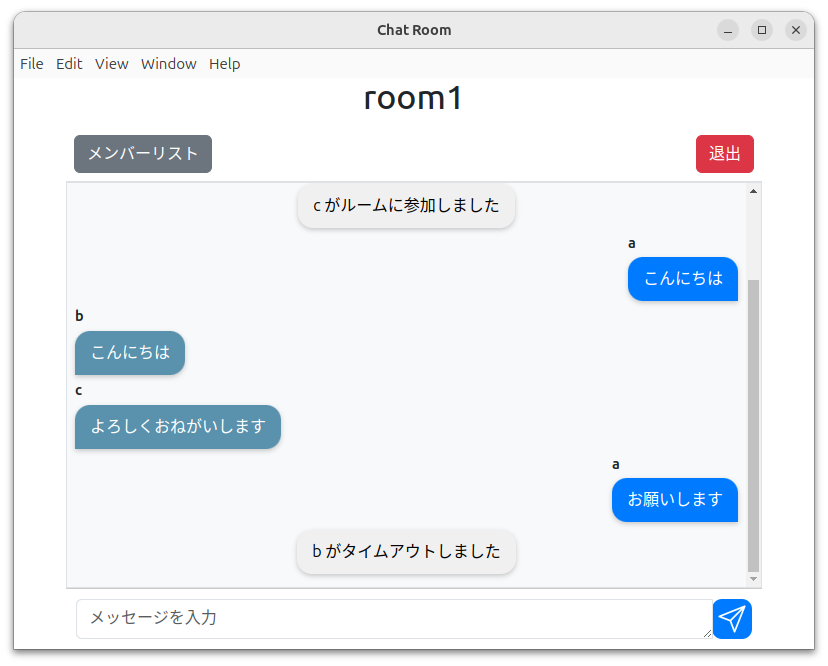 Chat Room
File Edit View Window Help
room1
メンバーリスト 退出
c がルームに参加しました
a
こんにちは
b
こんにちは
c
よろしくおねがいします
a
お願いします
b がタイムアウトしました
メッセージを入力